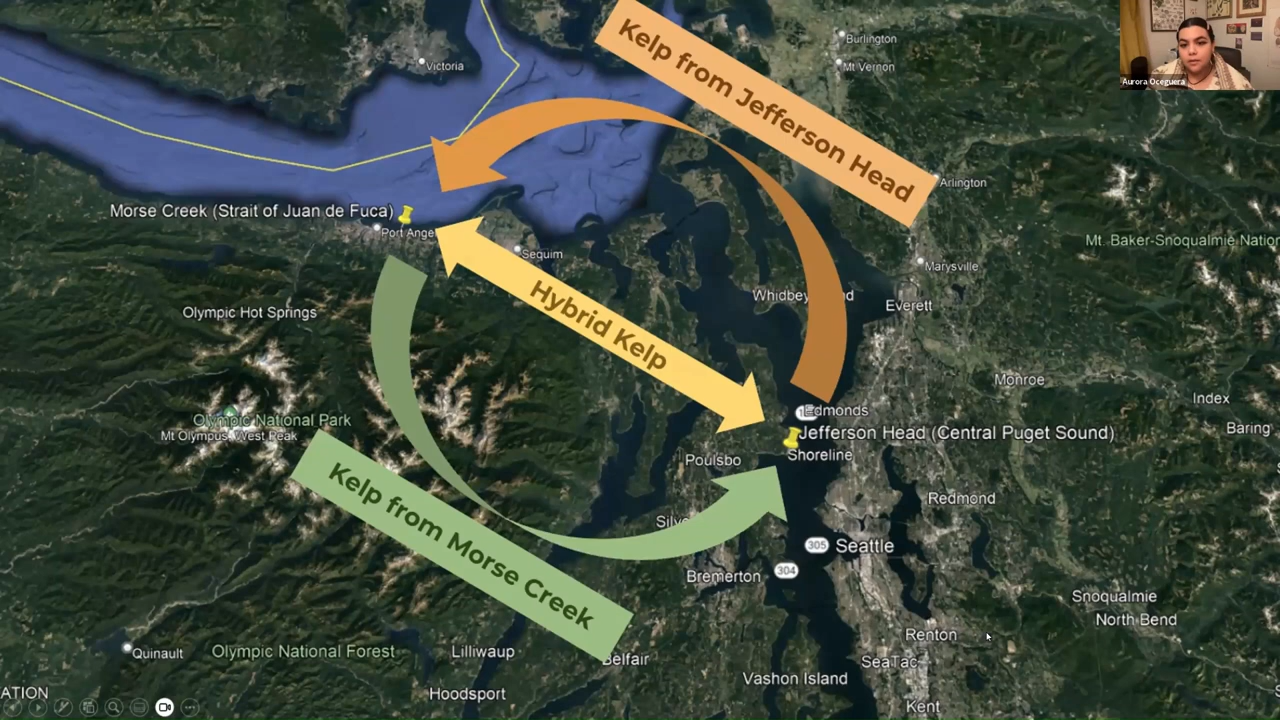 Kelp from Jefferson Head
Aurora Oceguera
Burlington
Mt Vernon
Victoria
Arlington
Morse Creek (Strait of Juan de Fuca)
Port Ange
Sequim
Mt. Baker-Snoqualmie Nation
Marysville
Hybrid Kelp
Olympic Hot Springs
Everett
Monroe
Index
Baring
Edmonds
Jefferson Head (Central Puget Sound)
Shoreline
Olympic National Park
Mt Olympus, West Peak
Poulsbo
Kelp from Morse Creek
Redmond
305
Seattle
Bremerton
304
Snoqualmie
North Bend
Renton
SeaTac
Quinault
Olympic National Forest
Lilliwaup
Belfair
Vashon Island
Hoodsport
Kent
ATION